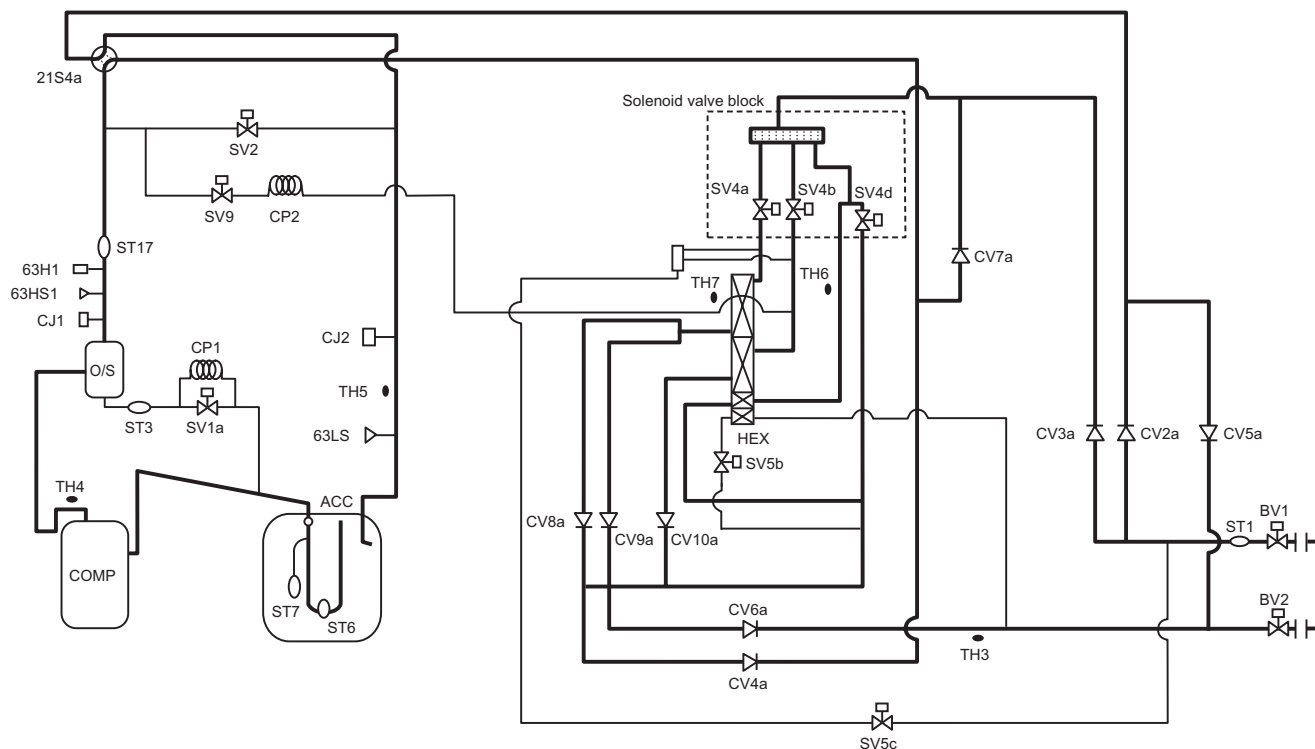 21S4a
Solenoid valve block
SV2
SV9
CP2
SV4a
SV4b
SV4d
ST17
63H1
63HS1
CJ1
CV7a
TH7
TH6
CJ2
CP1
O/S
TH5
ST3
SV1a
63LS
HEX
SV5b
CV3a
CV2a
CV5a
TH4
ACC
CV8a
CV9a
CV10a
ST1
BV1
COMP
ST7
ST6
CV6a
BV2
TH3
CV4a
SV5c